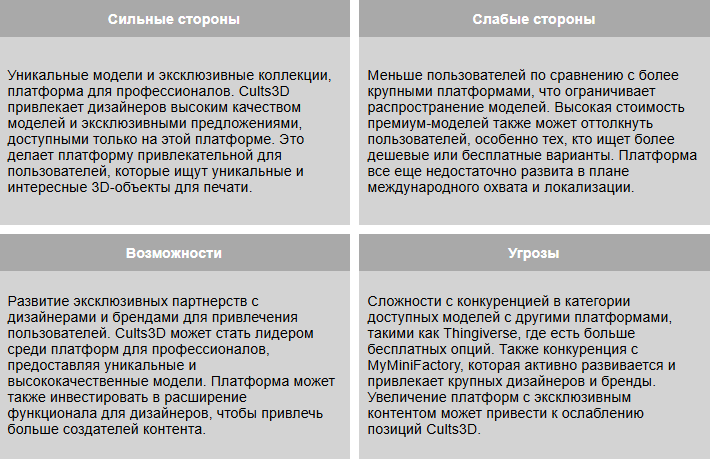 Сильные стороны
Уникальные модели и эксклюзивные коллекции,
платформа для профессионалов. Cults3D
привлекает дизайнеров высоким качеством
моделей и эксклюзивными предложениями,
доступными только на этой платформе. Это
делает платформу привлекательной для
пользователей, которые ищут уникальные и
интересные 3D-объекты для печати.
Слабые стороны
Меньше пользователей по сравнению с более
крупными платформами, что ограничивает
распространение моделей. Высокая стоимость
премиум-моделей также может оттолкнуть
пользователей, особенно тех, кто ищет более
дешевые или бесплатные варианты. Платформа
все еще недостаточно развита в плане
международного охвата и локализации.
Возможности
Развитие эксклюзивных партнерств с
дизайнерами и брендами для привлечения
пользователей. Cults3D может стать лидером
среди платформ для профессионалов,
предоставляя уникальные и
высококачественные модели. Платформа может
также инвестировать в расширение
функционала для дизайнеров, чтобы привлечь
больше создателей контента.
Угрозы
Сложности с конкуренцией в категории
доступных моделей с другими платформами,
такими как Thingiverse, где есть больше
бесплатных опций. Также конкуренция с
MyMiniFactory, которая активно развивается и
привлекает крупных дизайнеров и бренды.
Увеличение платформ с эксклюзивным
контентом может привести к ослаблению
позиций Cults3D.